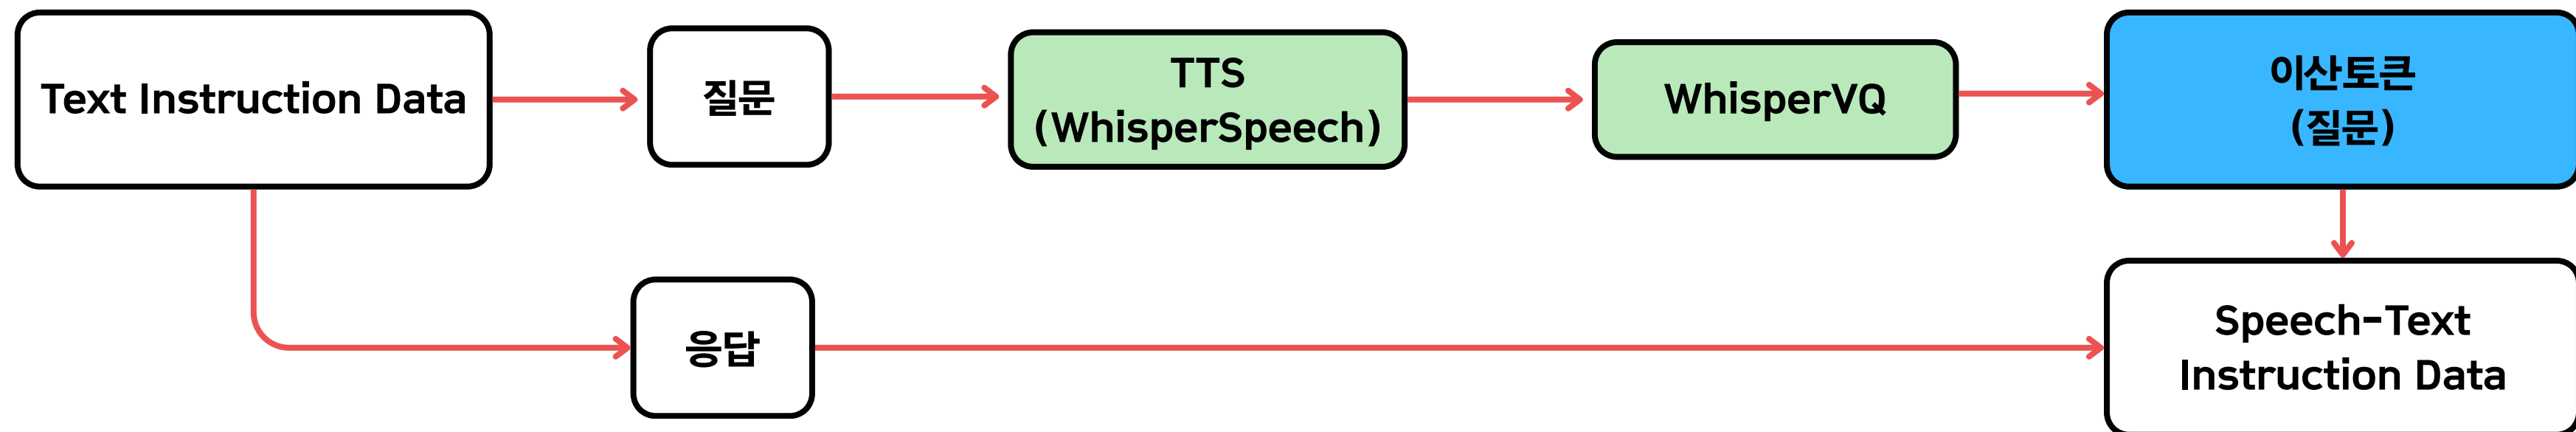 Text Instruction Data
질문
TTS
(WhisperSpeech)
WhisperVQ
이산토큰
(질문)
응답
Speech-Text
Instruction Data